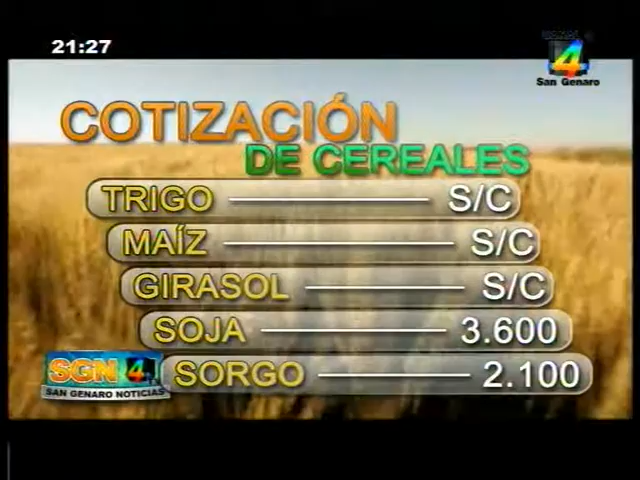 21:27
4
San Genaro
COTIZACIÓN
DE CEREALES
TRIGO S/C
MAÍZ S/C
GIRASOL S/C
SOJA 3.600
SORGO 2.100
SGN 4
SAN GENARO NOTICIAS